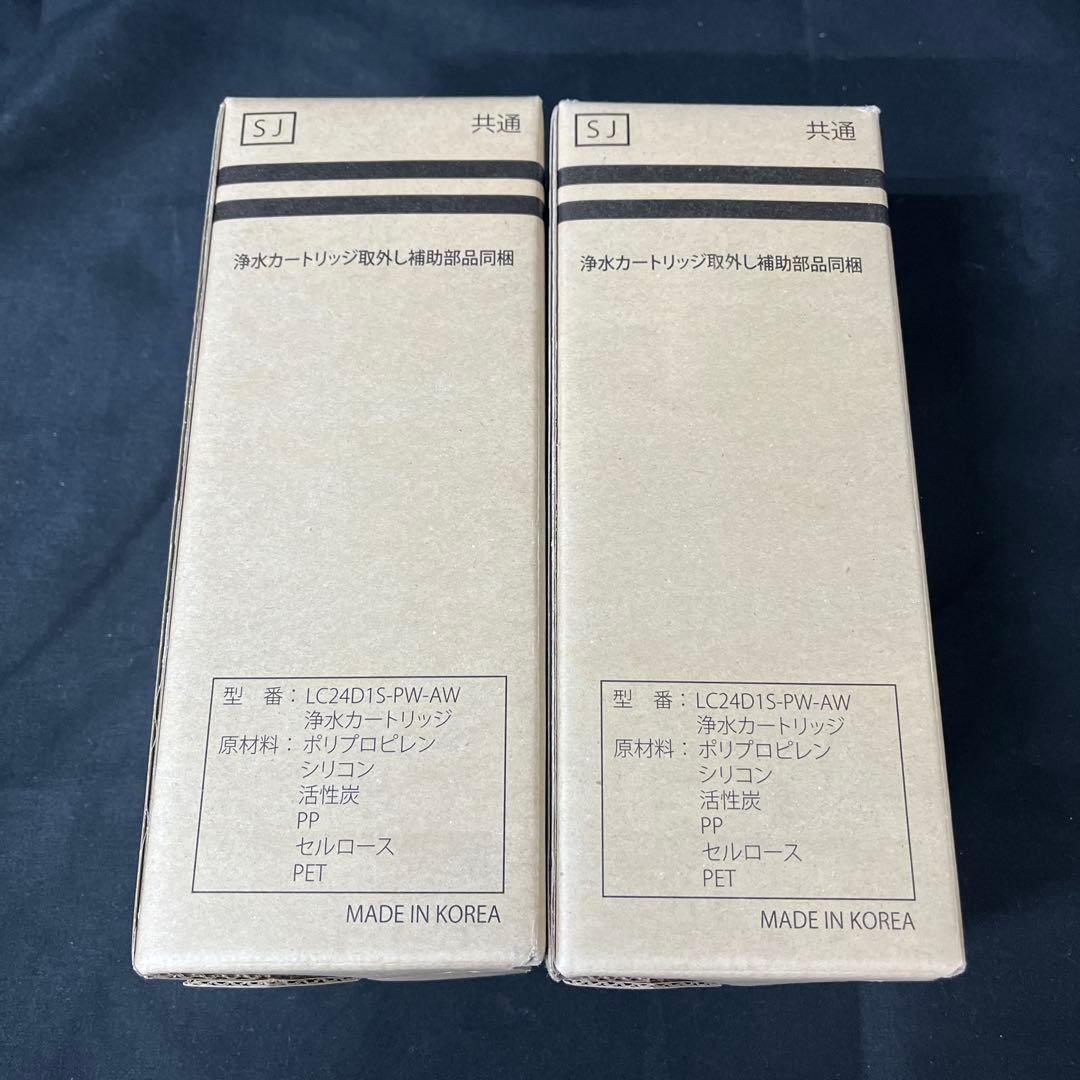 SJ 共通
浄水カートリッジ取外し補助部品同梱
型 番： LC24D1S-PW-AW
浄水カートリッジ
原材料： ポリプロピレン
シリコン
活性炭
PP
セルロース
PET
MADE IN KOREA
SJ 共通
浄水カートリッジ取外し補助部品同梱
型 番： LC24D1S-PW-AW
浄水カートリッジ
原材料： ポリプロピレン
シリコン
活性炭
PP
セルロース
PET
MADE IN KOREA